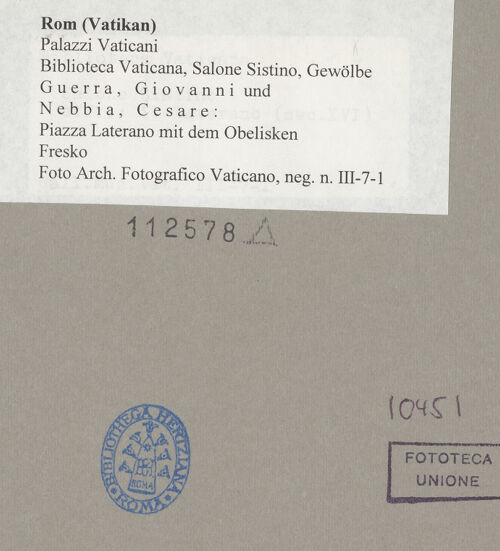 Rom (Vatikan)
Palazzi Vaticani
Biblioteca Vaticana, Salone Sistino, Gewölbe
Guerra, Giovanni und
Nebbia, Cesare:
Piazza Laterano mit dem Obelisken
Fresko
Foto Arch. Fotografico Vaticano, neg. n. III-7-1
112578
10451
BIBLIOTHECA HERTZIANA
ROMA
ROMA
FOTOTECA
UNIONE